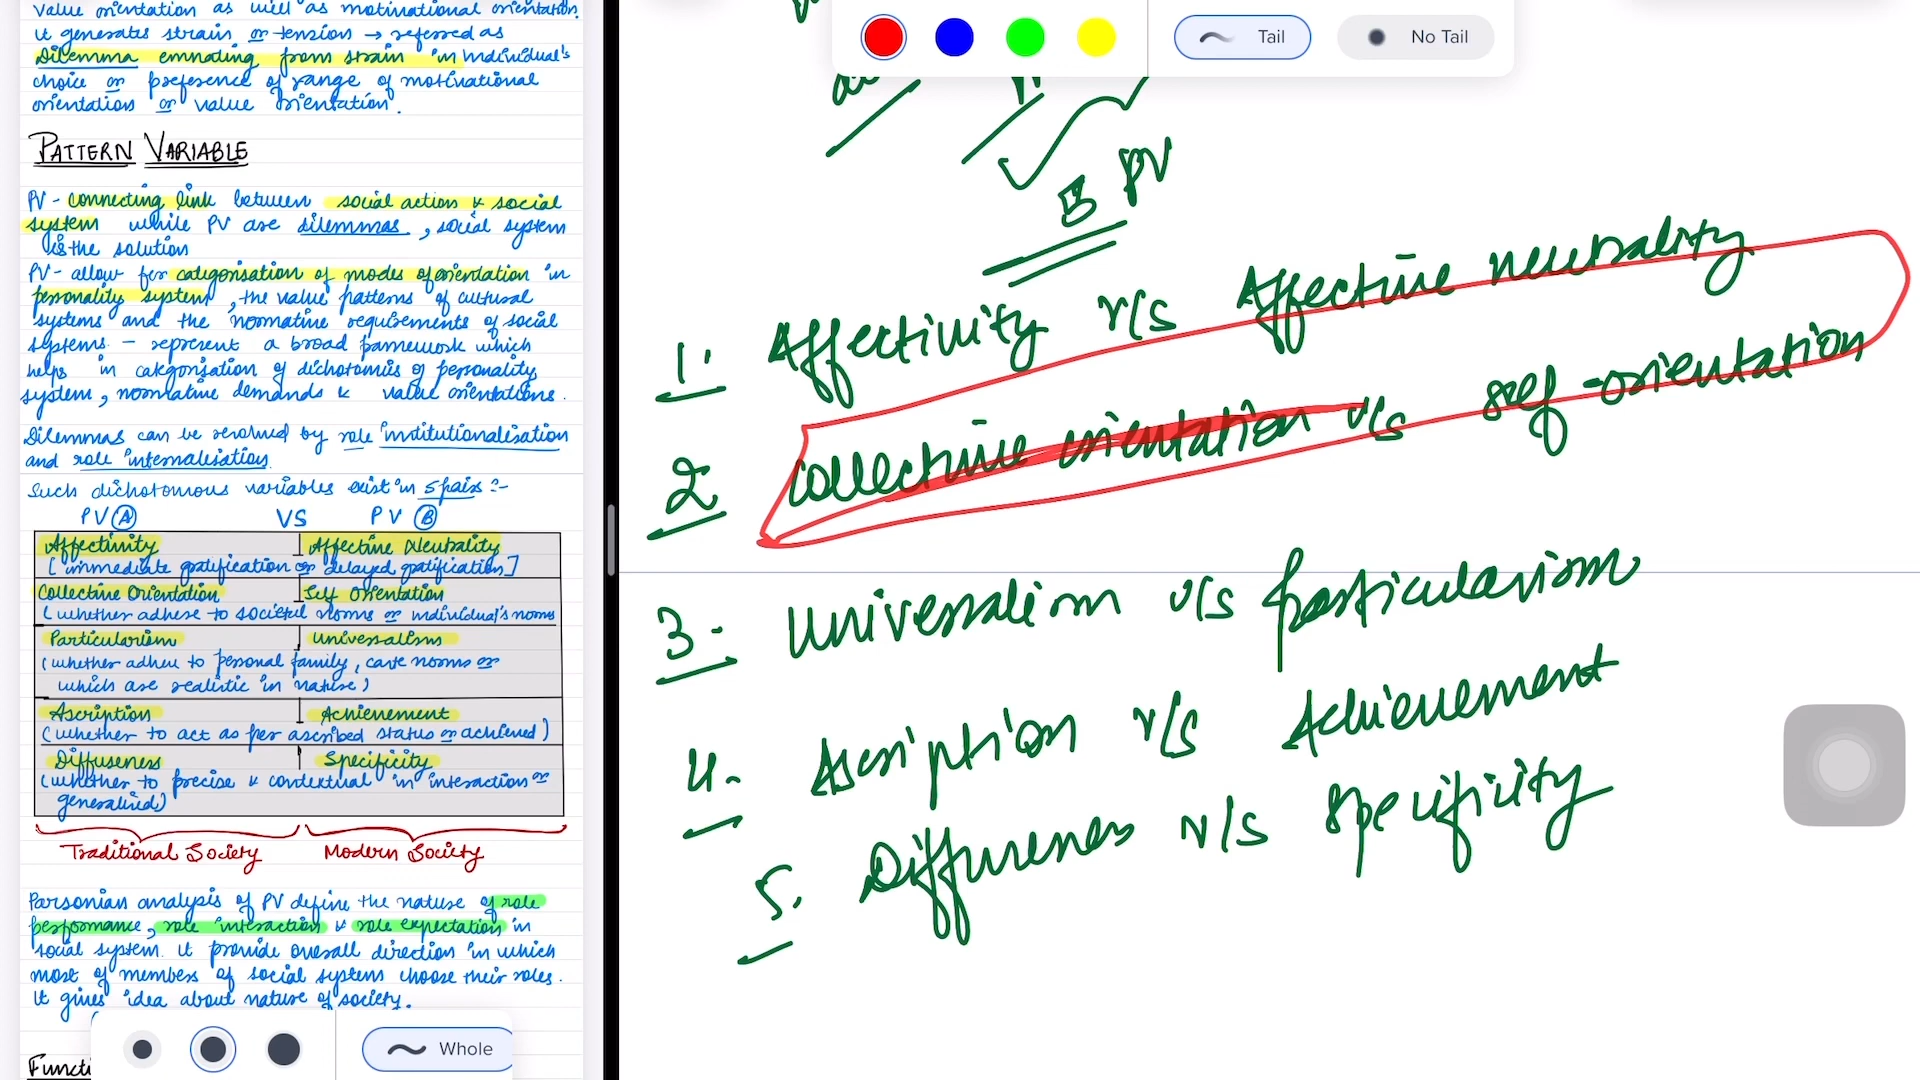 value orientation as well as motivational orientation.
it generates strain or tension → referred as
dilemma emnating from strain in individual's
choice or preference of range of motivational
orientation or value orientation.
PATTERN VARIABLE
PV - connecting link between social action & social
system while PV are dilemmas, social system
is the solution
PV - allow for categorisation of modes of orientation in
personality system, the value patterns of cultural
systems and the normative requirements of social
systems. - represent a broad framework which
helps in categorisation of dichotomies of personality
system, normative demands & value orientations.
Dilemmas can be resolved by role institutionalisation
and role internalisation.
Such dichotomous variables exist in 5 pairs :-
PV A VS PV B
Affectivity Affective Neutrality
[immediate gratification or delayed gratification]
Collective Orientation Self Orientation
(whether adhere to societal norms or individual's norms
Particularism Universalism
(whether adhere to personal family, caste norms or
which are realistic in nature)
Ascription Achievement
(whether to act as per ascribed status or achieved)
Diffuseness Specificity
(whether to precise & contextual in interaction or
generalised)
Traditional Society Modern Society
Parsonian analysis of PV define the nature of role
performance, role interaction & role expectation in
social system. it provide overall direction in which
most of members of social system choose their roles.
it gives idea about nature of society.
Functi
Whole
Tail No Tail
5 PV
1. Affectivity v/s Affective neutrality
2 Collective orientation v/s self-orientation
3- Universalism v/s particularism
4- Ascription v/s Achievement
5. Diffuseness v/s specificity